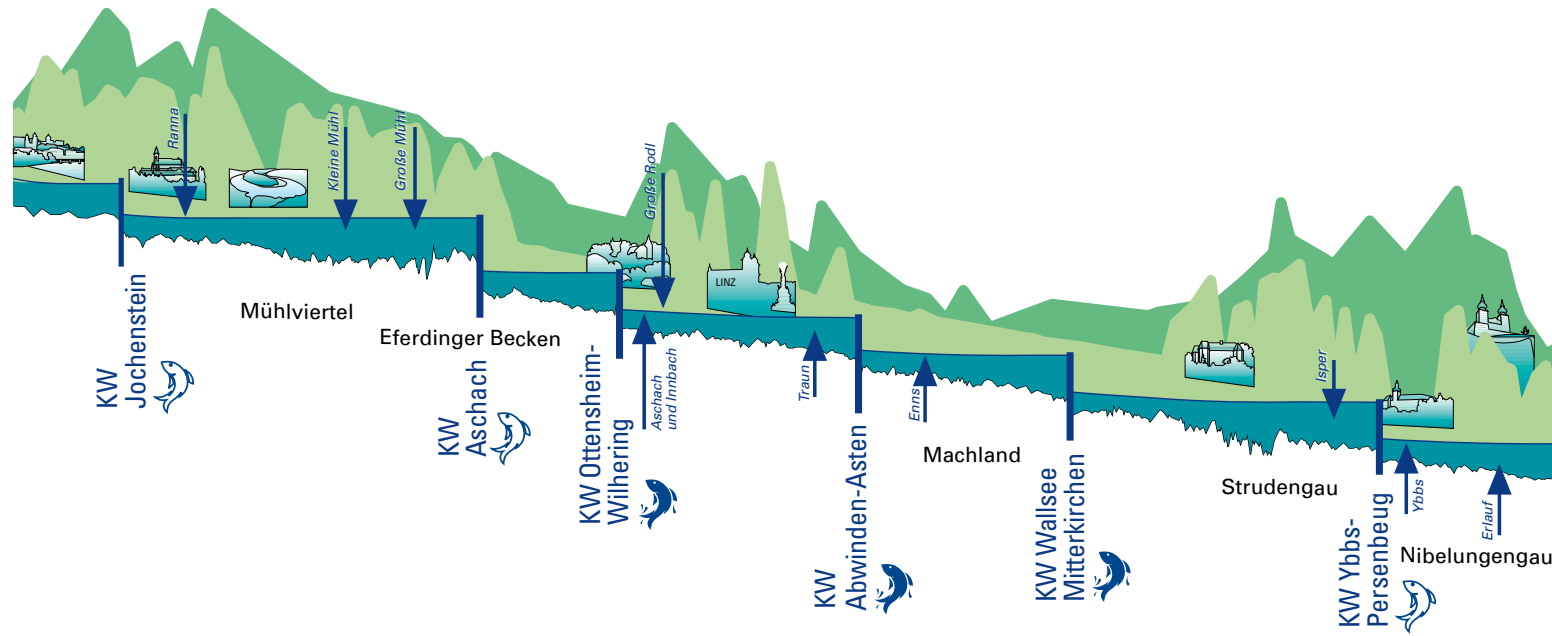 Ranna
Kleine Mühl
Große Mühl
Große Rodl
LINZ
Mühlviertel
Eferdinger Becken
KW
Jochenstein
KW
Aschach
KW Ottensheim-
Wilhering
Aschach
und Innbach
Traun
KW
Abwinden-Asten
Enns
Machland
KW Wallsee
Mitterkirchen
Strudengau
Isper
KW Ybbs-
Persenbeug
Ybbs
Erlauf
Nibelungengau